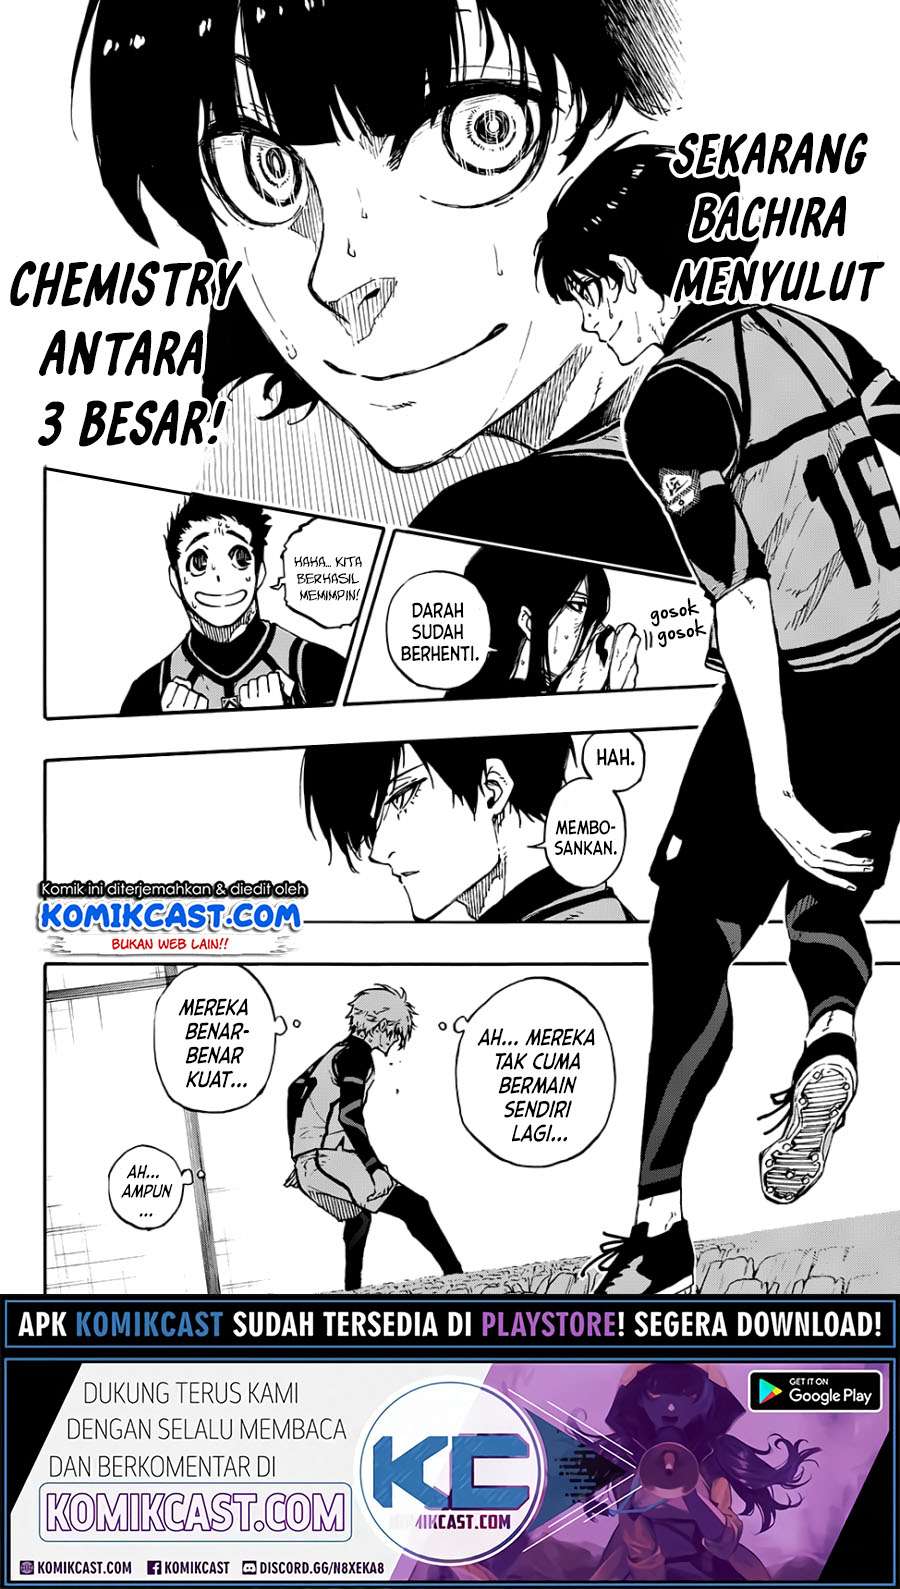 SEKARANG
BACHIRA
MENYULUT
CHEMISTRY
ANTARA
3 BESAR!
HAHA... KITA
BERHASIL
MEMIMPIN!
DARAH
SUDAH
BERHENTI.
gosok
gosok
16
HAH.
MEMBO-
SANKAN.
Komik ini diterjemahkan & diedit oleh
KOMIKCAST.COM
BUKAN WEB LAIN!!
MEREKA
BENAR-
BENAR
KUAT...
AH... MEREKA
TAK CUMA
BERMAIN
SENDIRI
LAGI...
AH...
AMPUN
...
APK KOMIKCAST SUDAH TERSEDIA DI PLAYSTORE! SEGERA DOWNLOAD!
DUKUNG TERUS KAMI
DENGAN SELALU MEMBACA
DAN BERKOMENTAR DI
KOMIKCAST.COM
KOMIKCAST.COM
KOMIKCAST
DISCORD.GG/N8XEKA8
KC
KOMIKCAST.COM
GET IT ON
Google Play